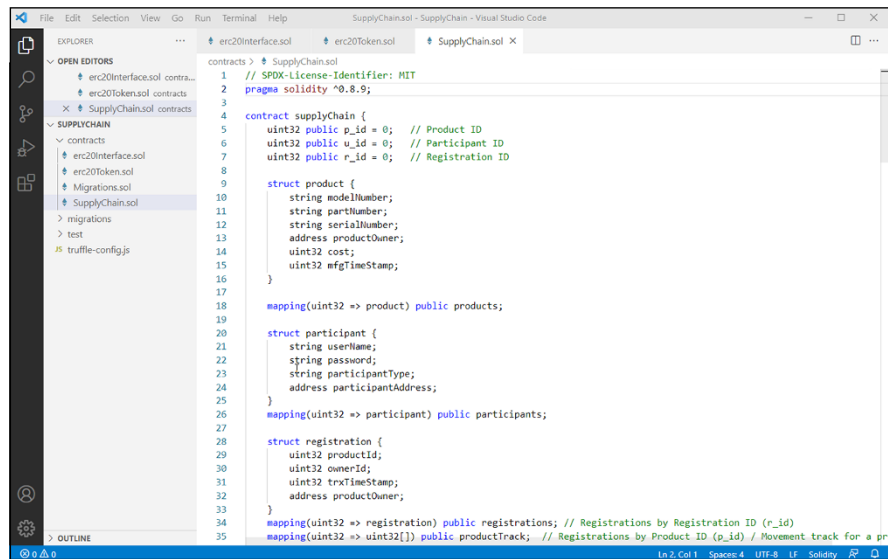 File Edit Selection View Go Run Terminal Help SupplyChain.sol - SupplyChain - Visual Studio Code
EXPLORER ...
OPEN EDITORS
erc20Interface.sol contra...
erc20Token.sol contracts
SupplyChain.sol contracts
SUPPLYCHAIN
contracts
erc20Interface.sol
erc20Token.sol
Migrations.sol
SupplyChain.sol
migrations
test
JS truffle-config.js
OUTLINE
erc20Interface.sol erc20Token.sol SupplyChain.sol
contracts > SupplyChain.sol
1 // SPDX-License-Identifier: MIT
2 pragma solidity ^0.8.9;
3
4 contract supplyChain {
5 uint32 public p_id = 0; // Product ID
6 uint32 public u_id = 0; // Participant ID
7 uint32 public r_id = 0; // Registration ID
8
9 struct product {
10 string modelNumber;
11 string partNumber;
12 string serialNumber;
13 address productOwner;
14 uint32 cost;
15 uint32 mfgTimeStamp;
16 }
17
18 mapping(uint32 => product) public products;
19
20 struct participant {
21 string userName;
22 string password;
23 string participantType;
24 address participantAddress;
25 }
26 mapping(uint32 => participant) public participants;
27
28 struct registration {
29 uint32 productId;
30 uint32 ownerId;
31 uint32 trxTimeStamp;
32 address productOwner;
33 }
34 mapping(uint32 => registration) public registrations; // Registrations by Registration ID (r_id)
35 mapping(uint32 => uint32[]) public productTrack; // Registrations by Product ID (p_id) / Movement track for a pr
0 0 Ln 2, Col 1 Spaces: 4 UTF-8 LF Solidity